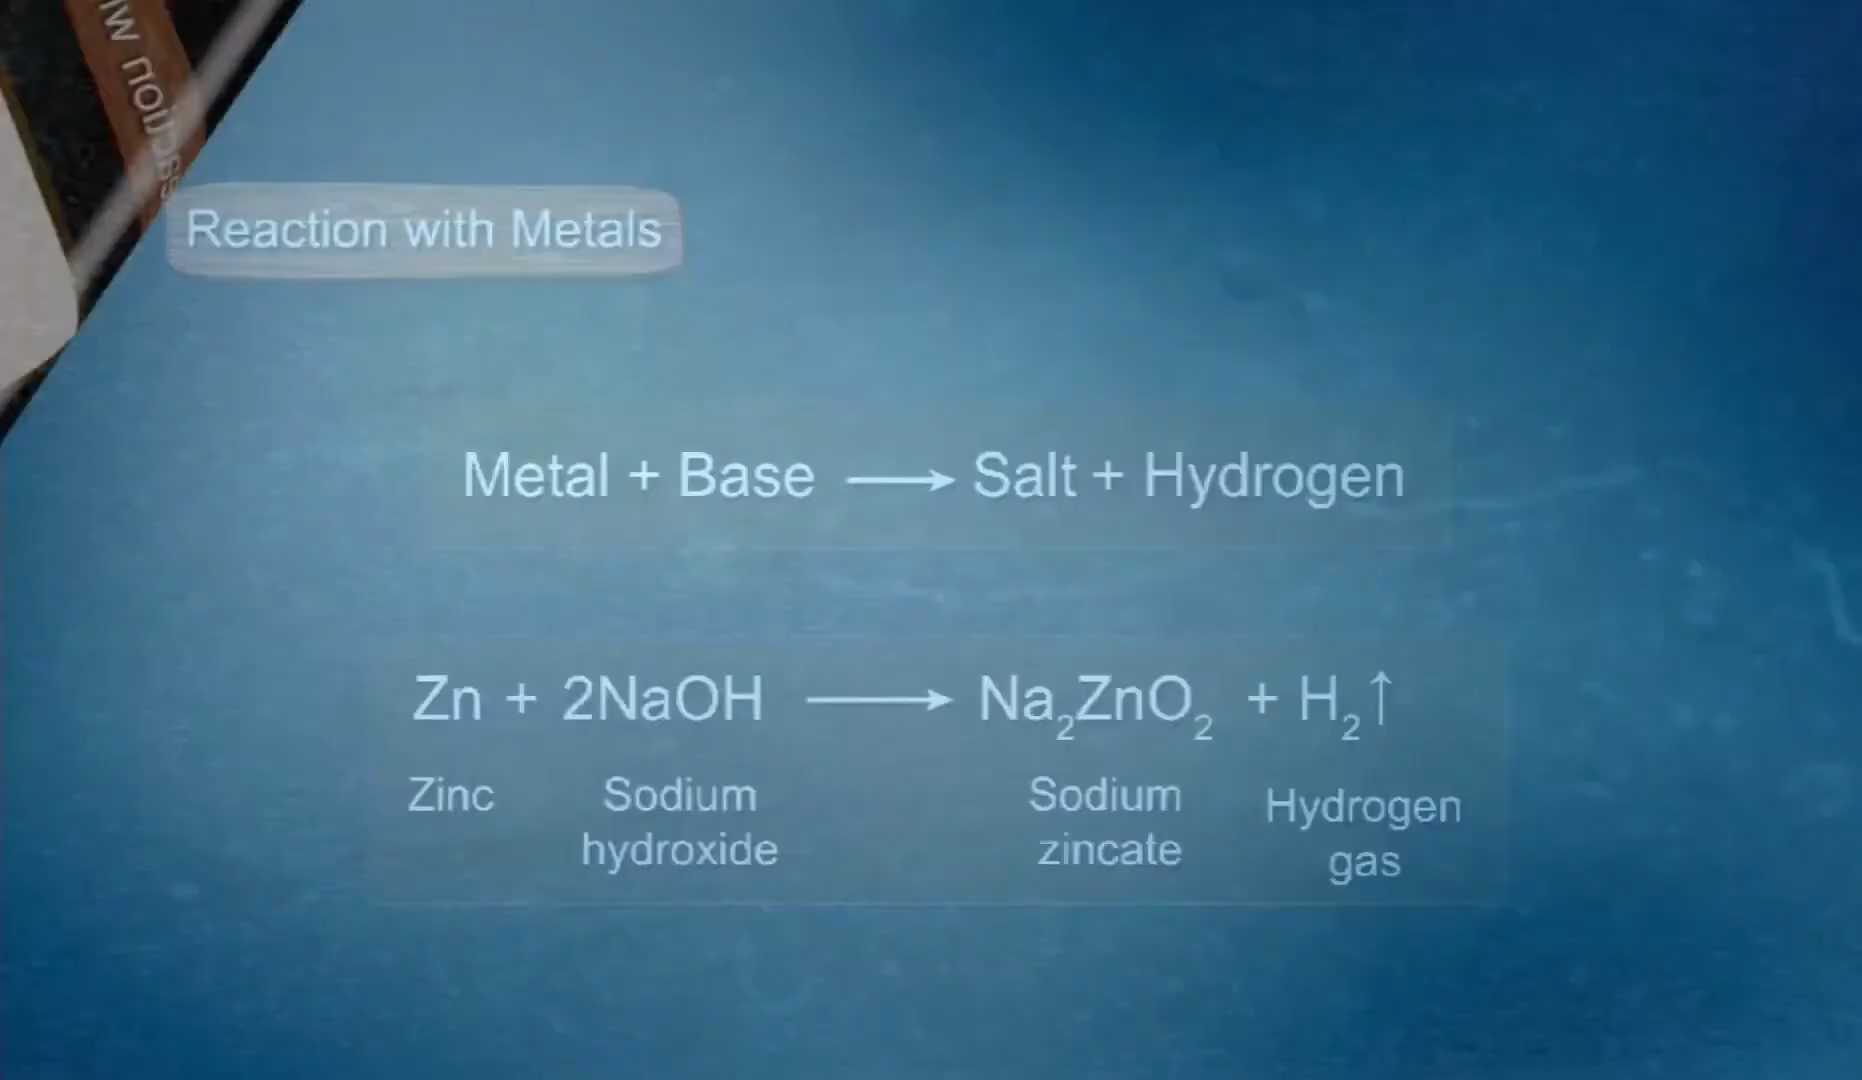 Reaction with Metals
Metal + Base ⟶ Salt + Hydrogen
Zn + 2NaOH ⟶ Na₂ZnO₂ + H₂↑
Zinc Sodium hydroxide Sodium zincate Hydrogen gas